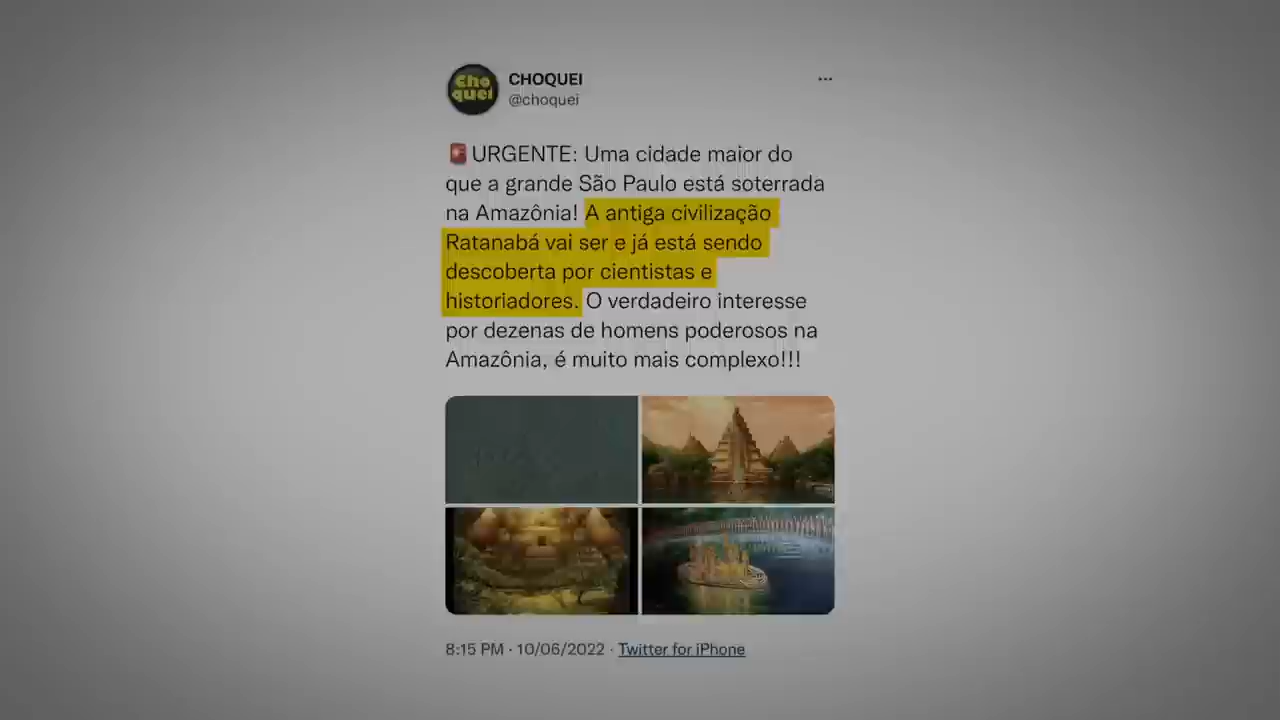 Cho
quei
CHOQUEI
@choquei
URGENTE: Uma cidade maior do
que a grande São Paulo está soterrada
na Amazônia! A antiga civilização
Ratanabá vai ser e já está sendo
descoberta por cientistas e
historiadores. O verdadeiro interesse
por dezenas de homens poderosos na
Amazônia, é muito mais complexo!!!
8:15 PM · 10/06/2022 · Twitter for iPhone